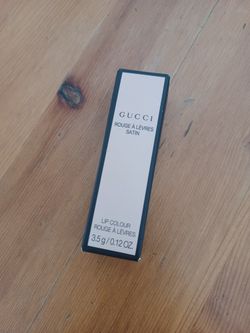 GUCCI
ROUGE À LÈVRES
SATIN
LIP COLOUR
ROUGE À LÈVRES
3.5 g / 0.12 OZ.